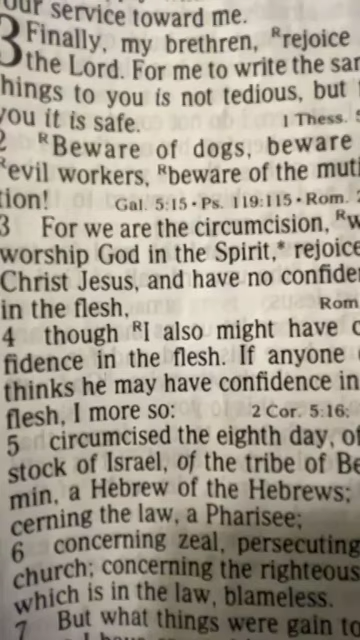 our service toward me.
3 Finally, my brethren, ᴿrejoice
the Lord. For me to write the sam
hings to you is not tedious, but
you it is safe. 1 Thess. 5
2 ᴿBeware of dogs, beware
ᴿevil workers, ᴿbeware of the muti
tion! Gal. 5:15 • Ps. 119:115 • Rom. 2
3 For we are the circumcision, ᴿw
worship God in the Spirit,* rejoice
Christ Jesus, and have no confide
in the flesh, Rom
4 though ᴿI also might have c
fidence in the flesh. If anyone
thinks he may have confidence in
flesh, I more so: 2 Cor. 5:16;
5 circumcised the eighth day, of
stock of Israel, of the tribe of Be
min, a Hebrew of the Hebrews;
cerning the law, a Pharisee;
6 concerning zeal, persecuting
church; concerning the righteous
which is in the law, blameless.
7 But what things were gain to